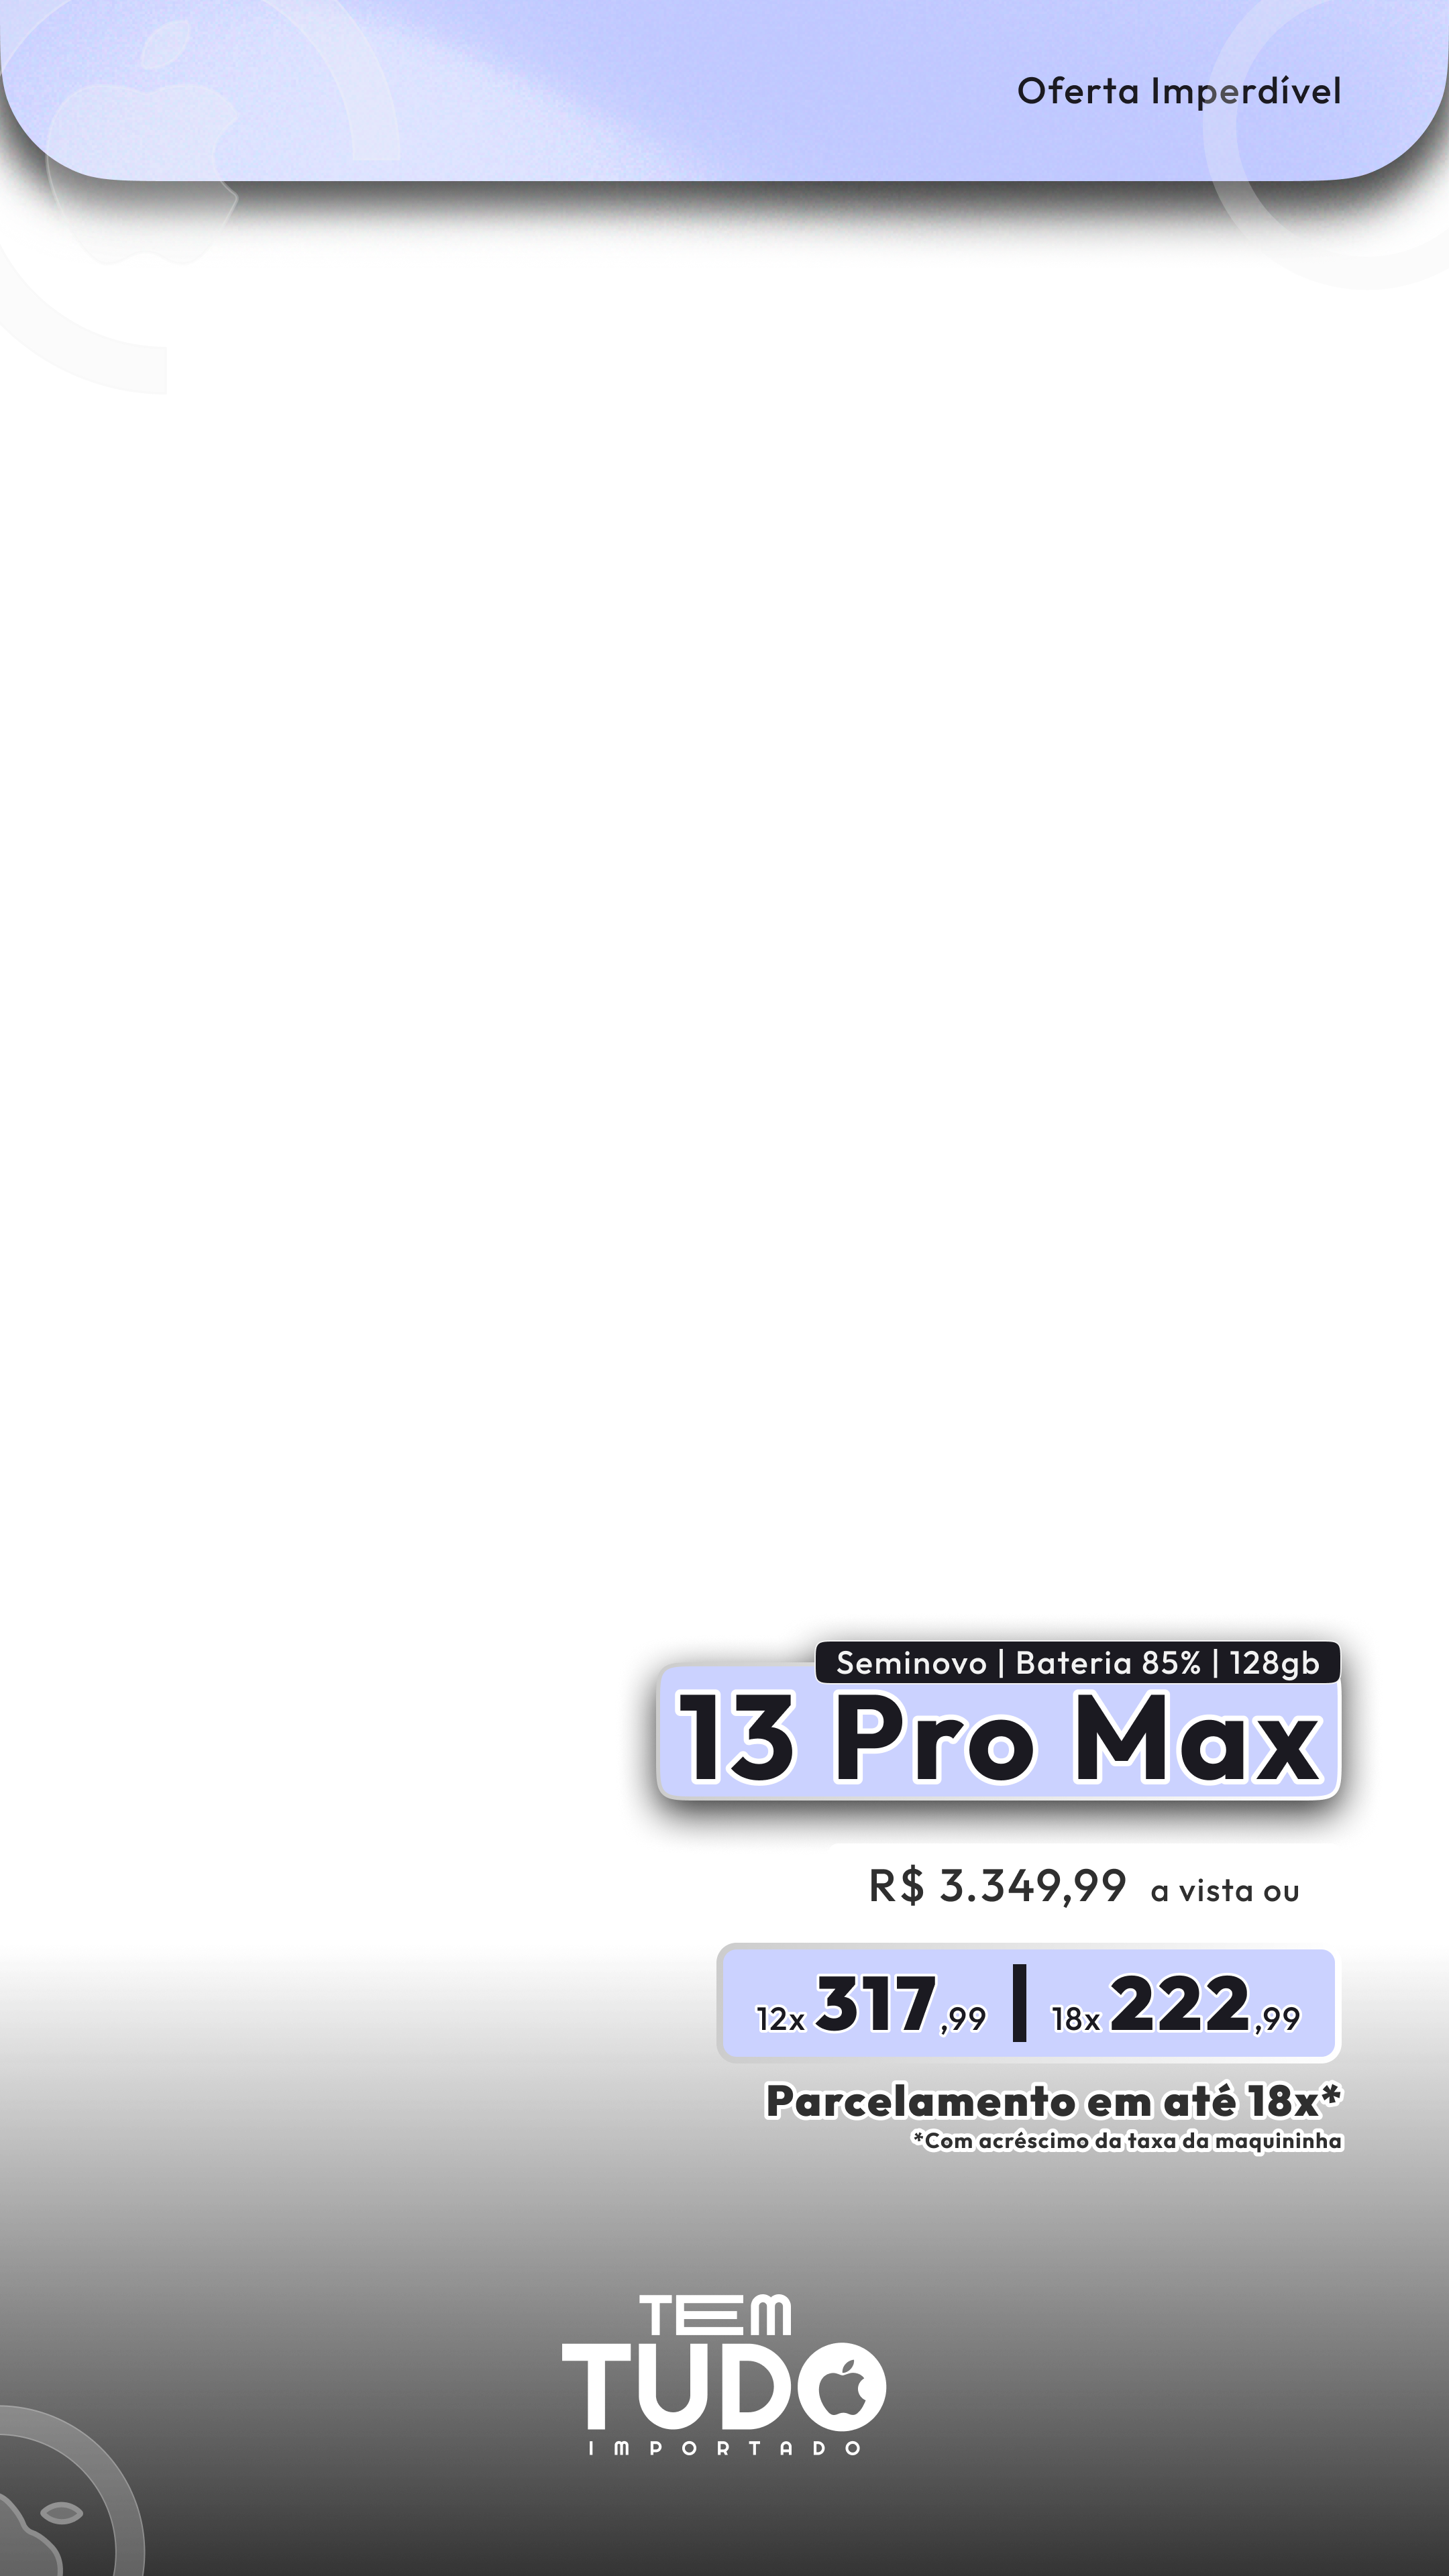 Oferta Imperdível
Seminovo | Bateria 85% | 128gb
13 Pro Max
R$ 3.349,99 a vista ou
12x 317,99 | 18x 222,99
Parcelamento em até 18x*
*Com acréscimo da taxa da maquininha
TEM
TUDO
IMPORTADO